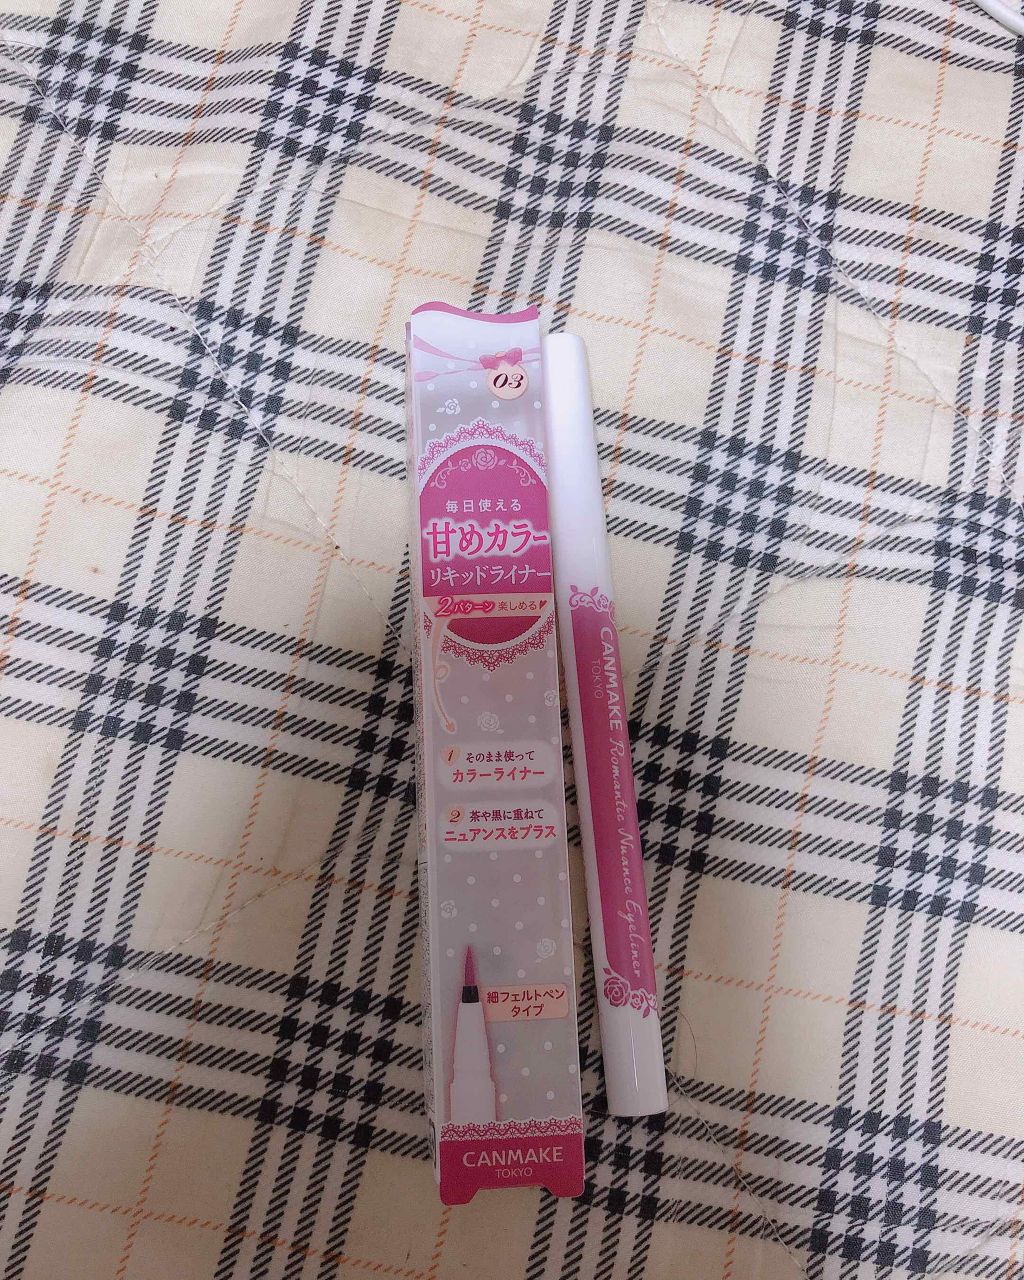 03
毎日使える
甘めカラー
リキッドライナー
2パターン 楽しめる
1 そのまま使って
カラーライナー
2 茶や黒に重ねて
ニュアンスをプラス
細フェルトペン
タイプ
CANMAKE
TOKYO
CANMAKE
TOKYO
Romantic Nuance Eyeliner